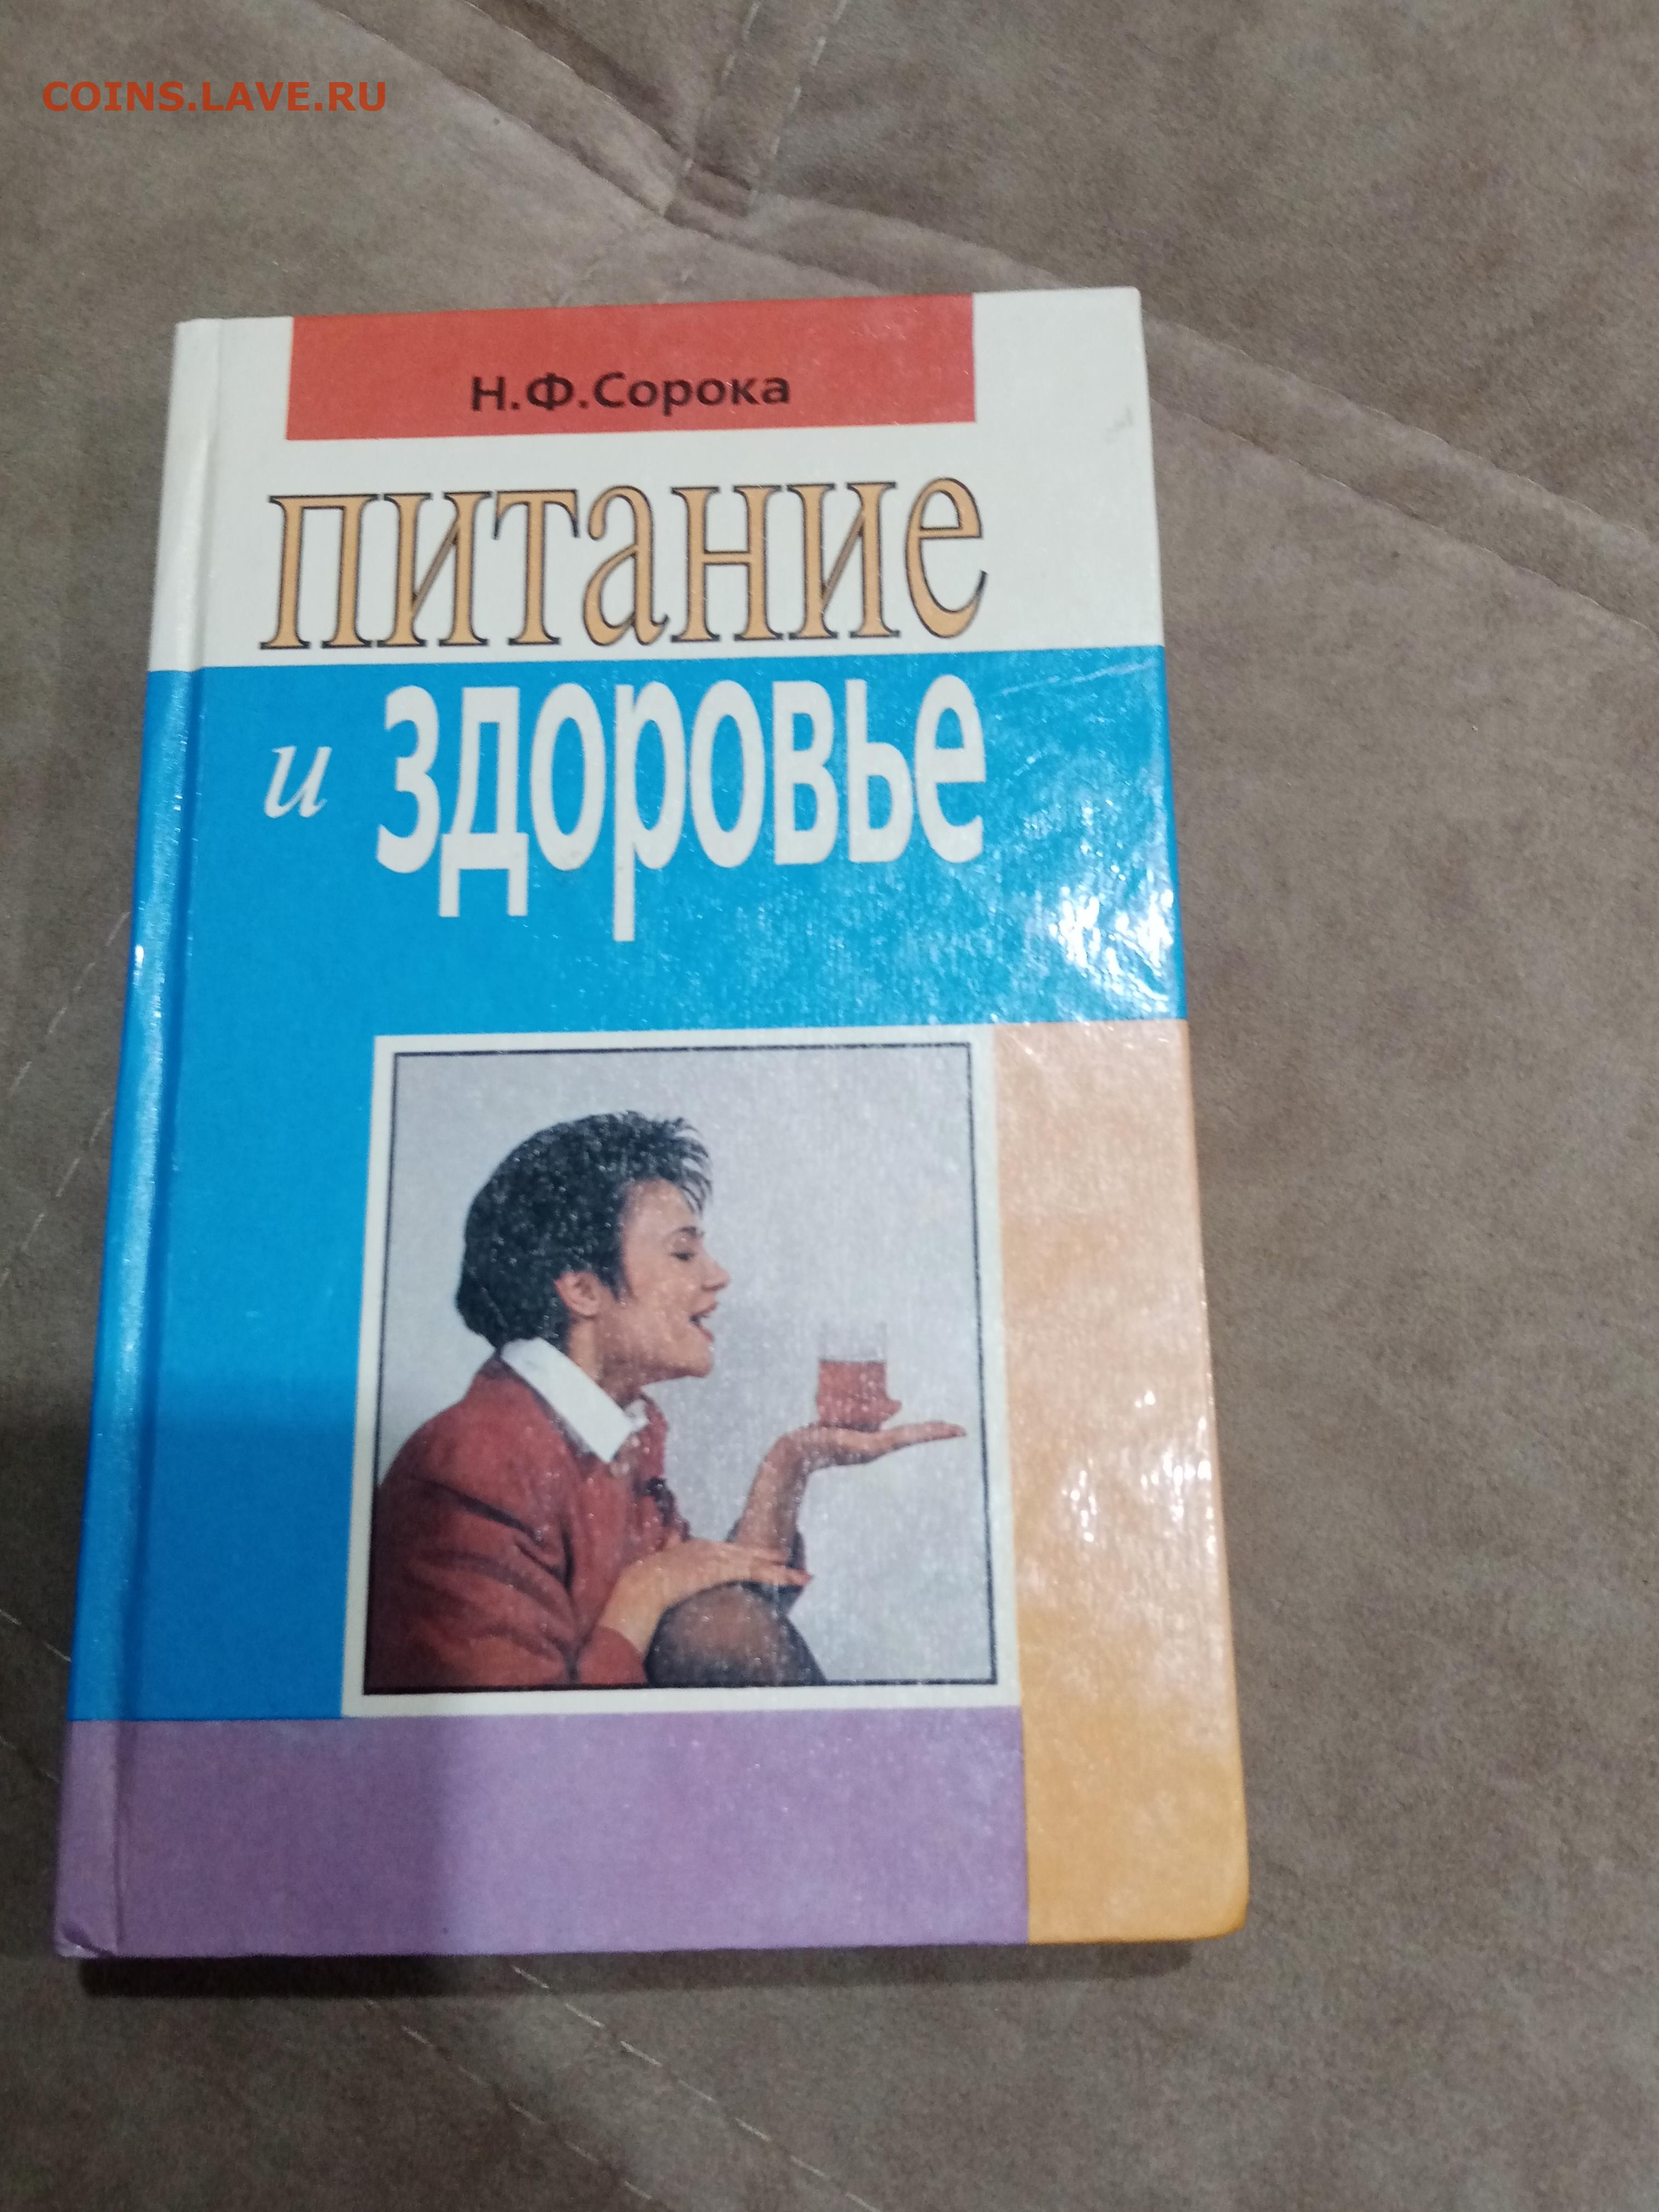 COINS.LAVE.RU
Н.Ф.Сорока
питание
и здоровье